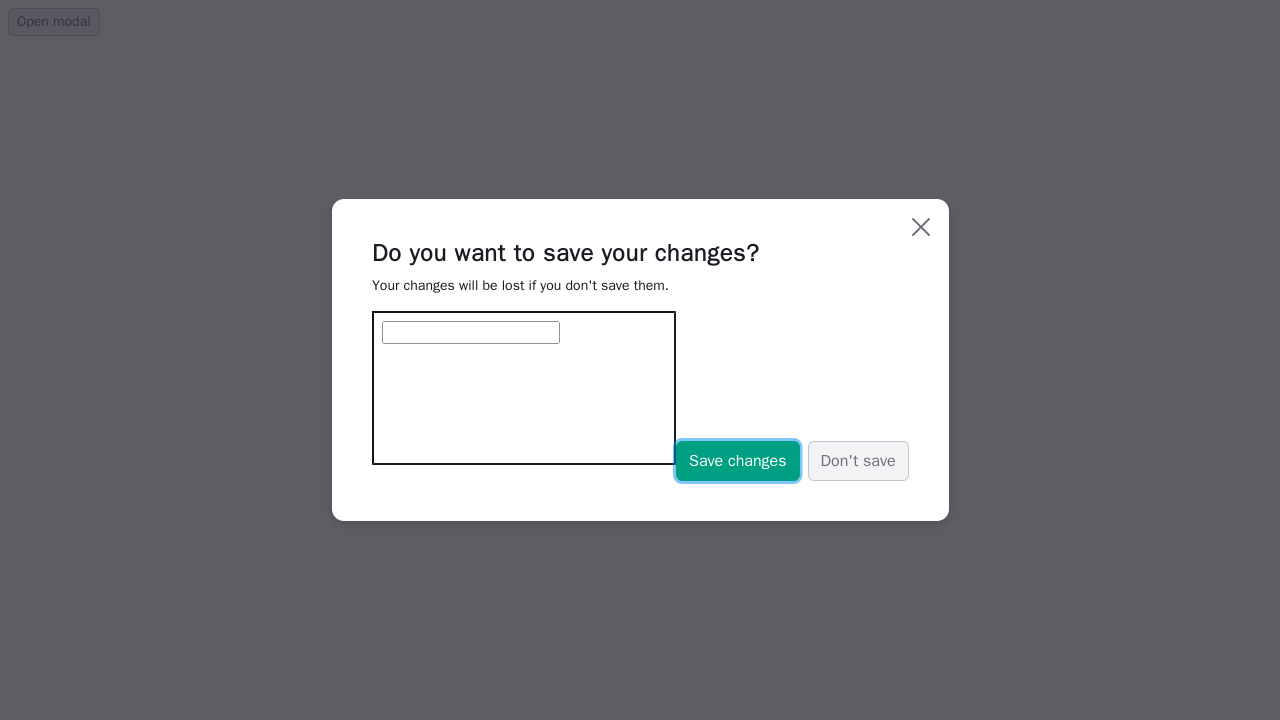 Open modal
Do you want to save your changes?
Your changes will be lost if you don't save them.
Save changes
Don't save